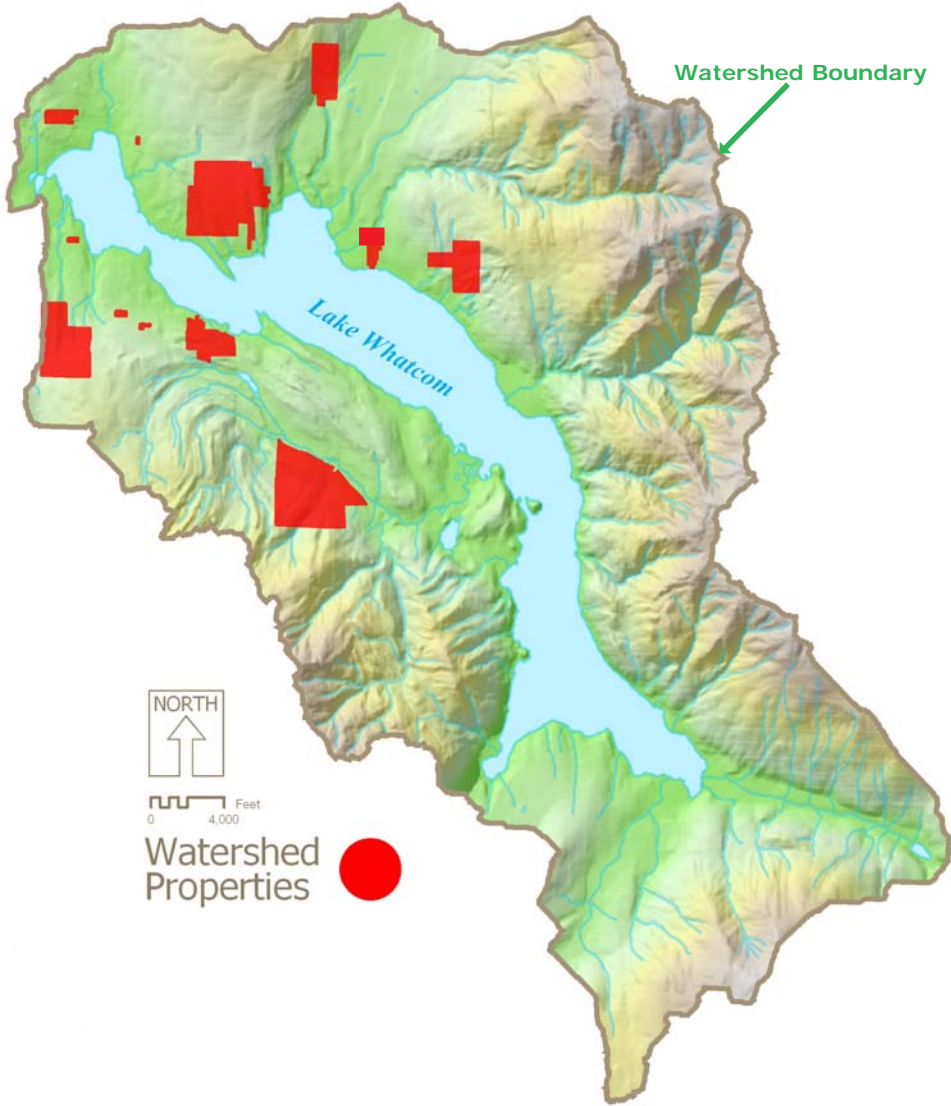 Watershed Boundary
Lake Whatcom
NORTH
Feet
0 4,000
Watershed
Properties